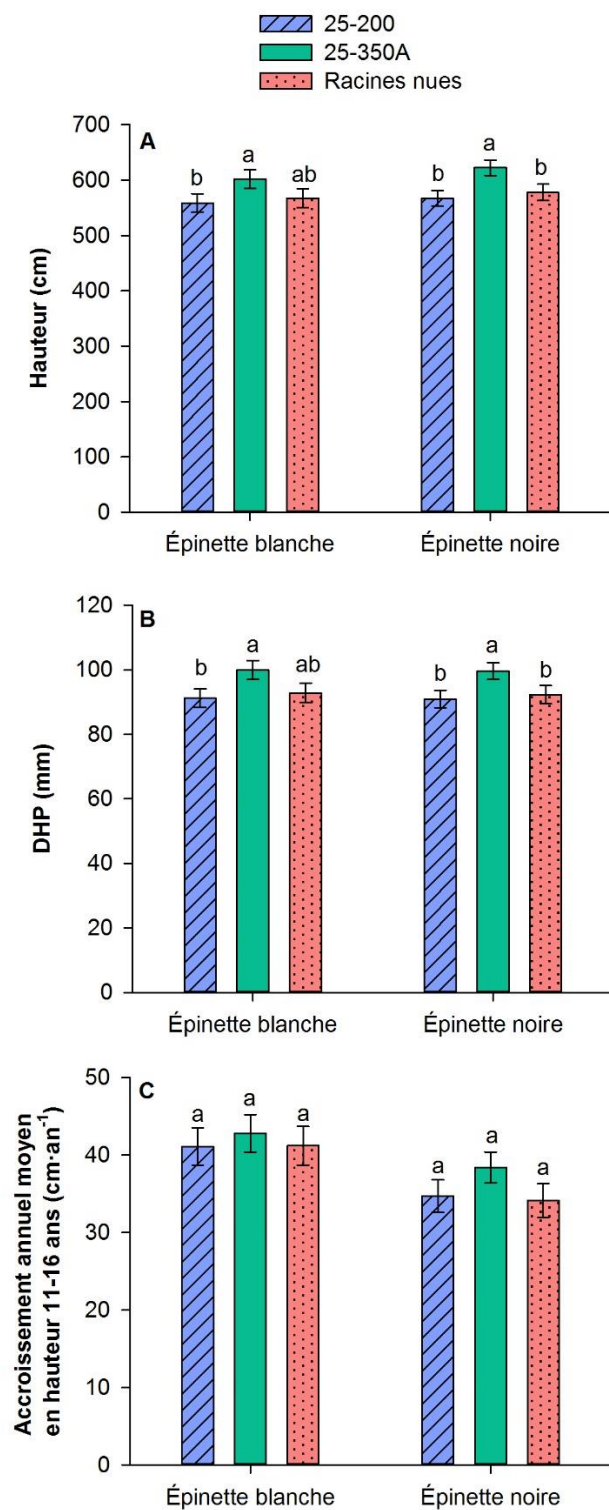 25-200
25-350A
Racines nues
A
Hauteur (cm)
700
600
500
400
300
200
100
0
b a ab b a b
Épinette blanche Épinette noire
B
DHP (mm)
120
100
80
60
40
20
0
b a ab b a b
Épinette blanche Épinette noire
C
Accroissement annuel moyen
en hauteur 11-16 ans (cm·an⁻¹)
50
40
30
20
10
0
a a a a a a
Épinette blanche Épinette noire